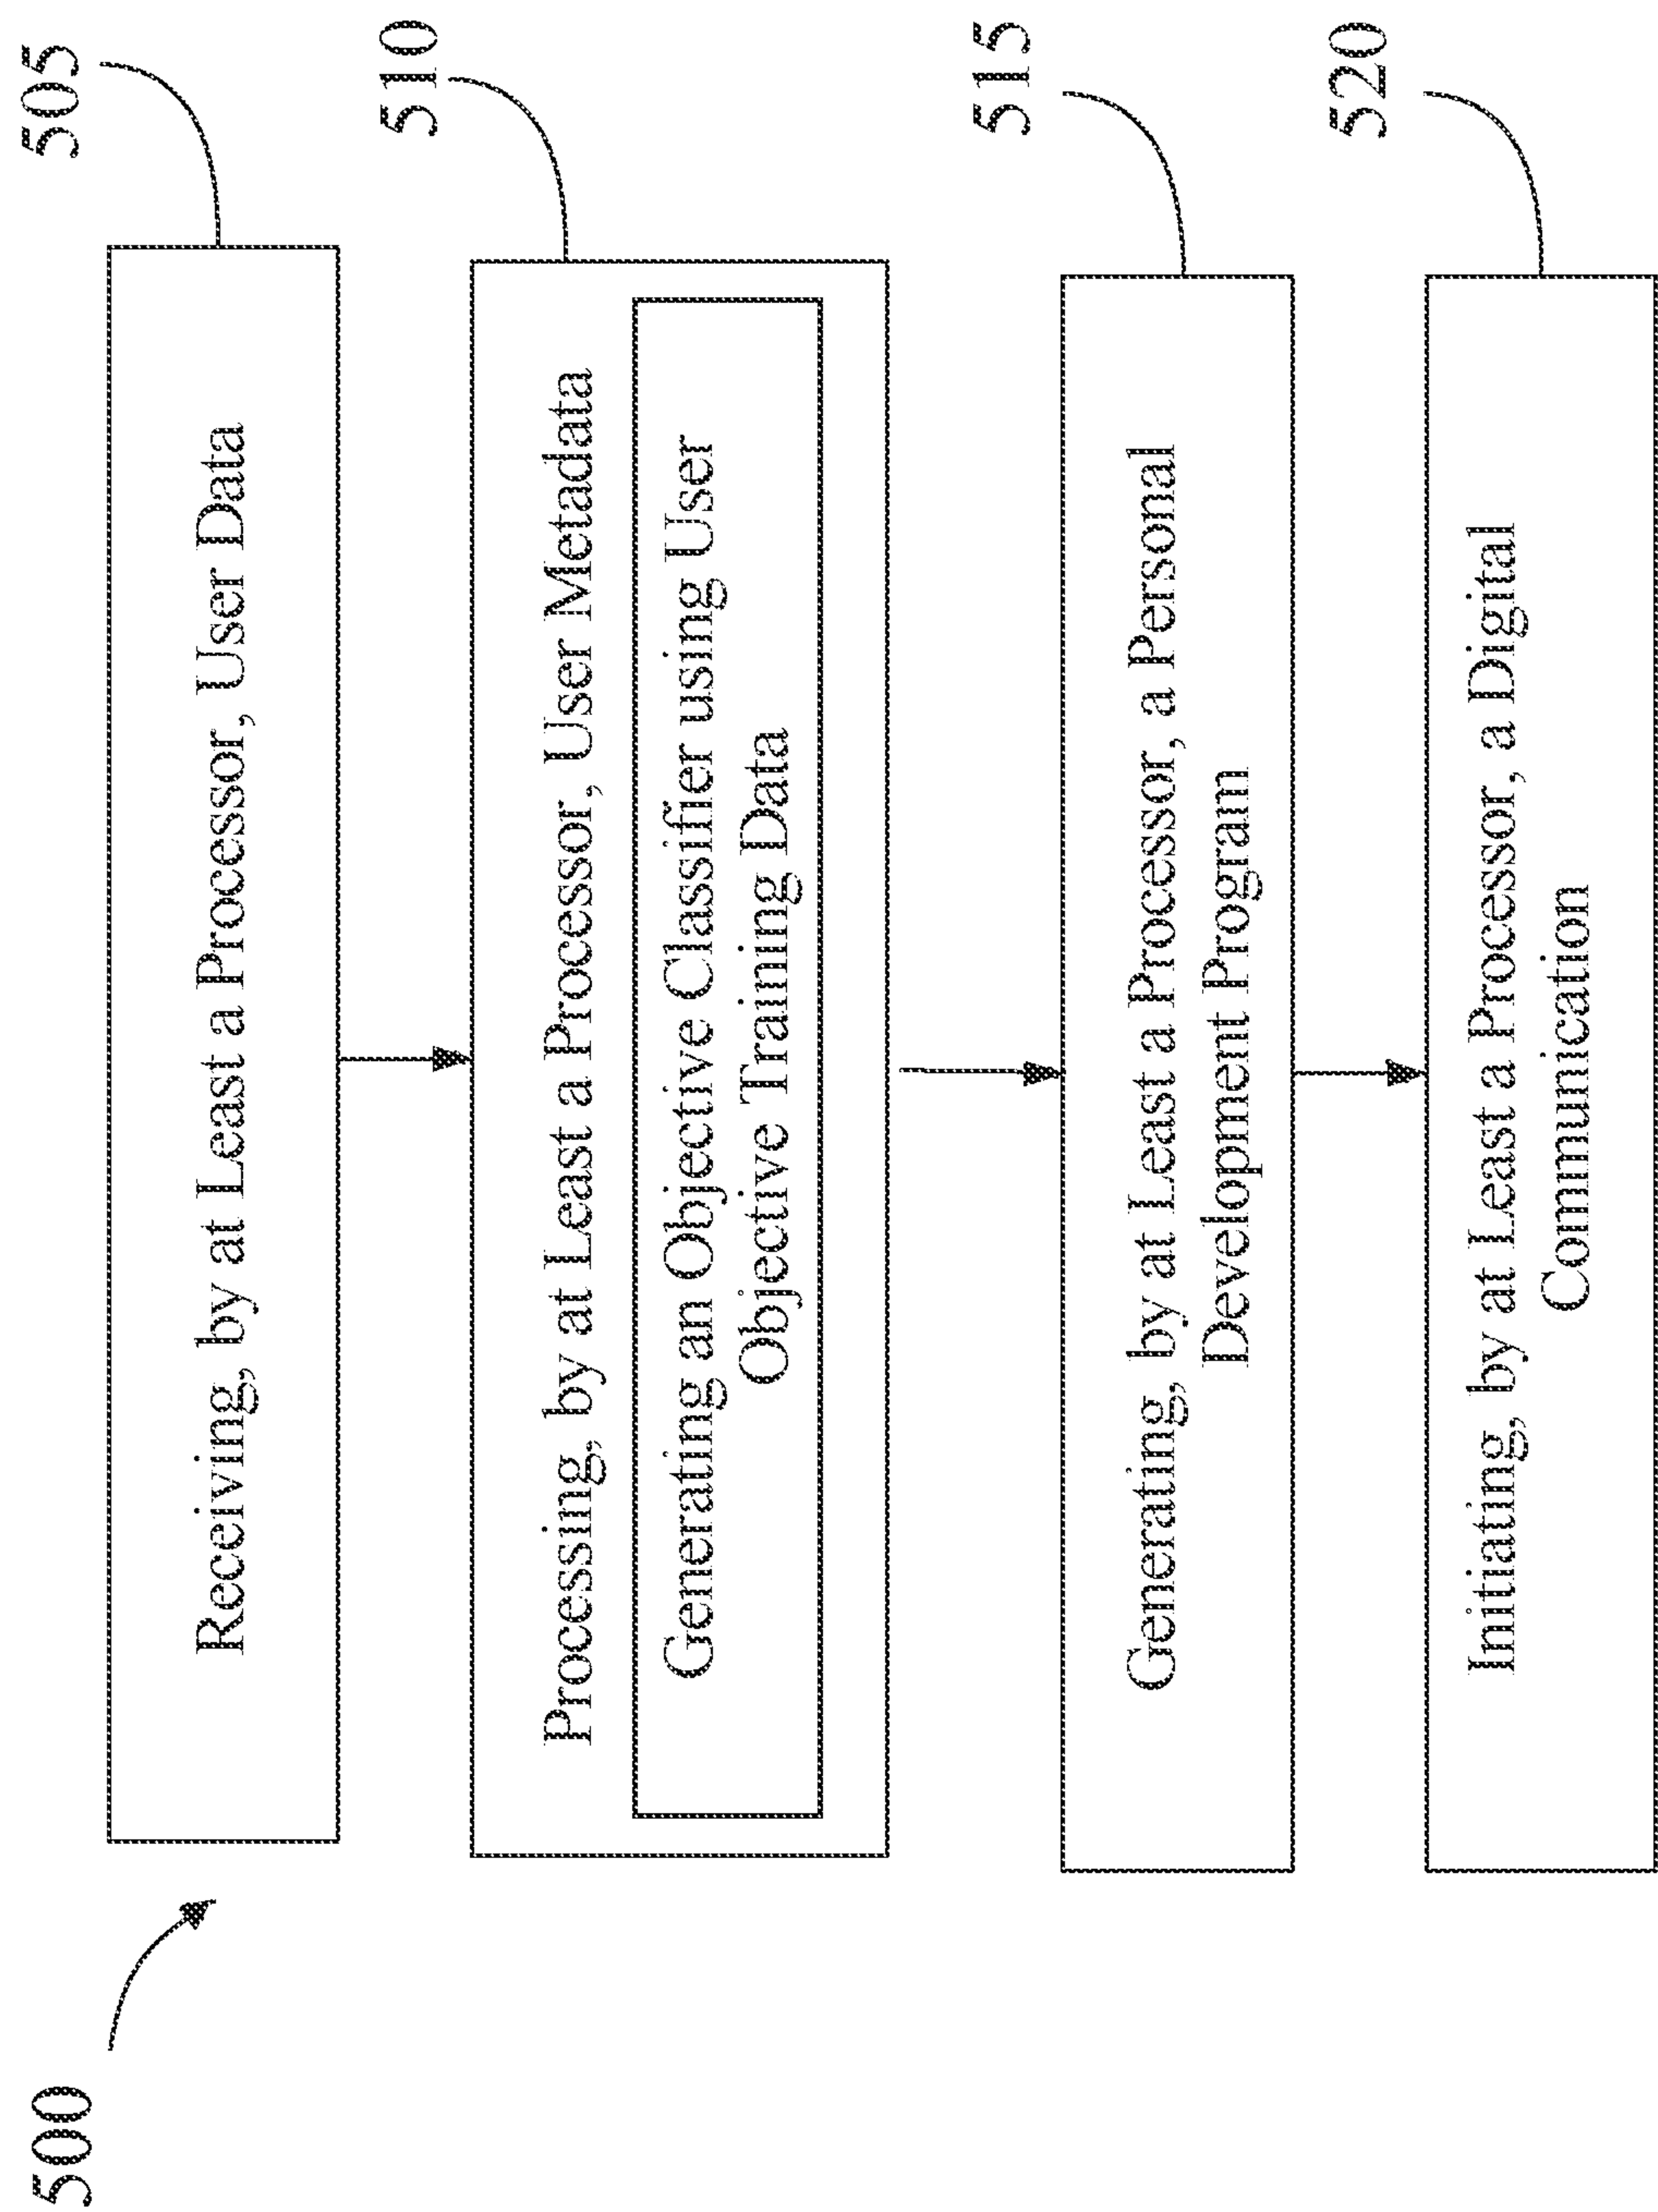 500
505
Receiving, by at Least a Processor, User Data
510
Processing, by at Least a Processor, User Metadata
Generating an Objective Classifier using User
Objective Training Data
515
Generating, by at Least a Processor, a Personal
Development Program
520
Initiating, by at Least a Processor, a Digital
Communication